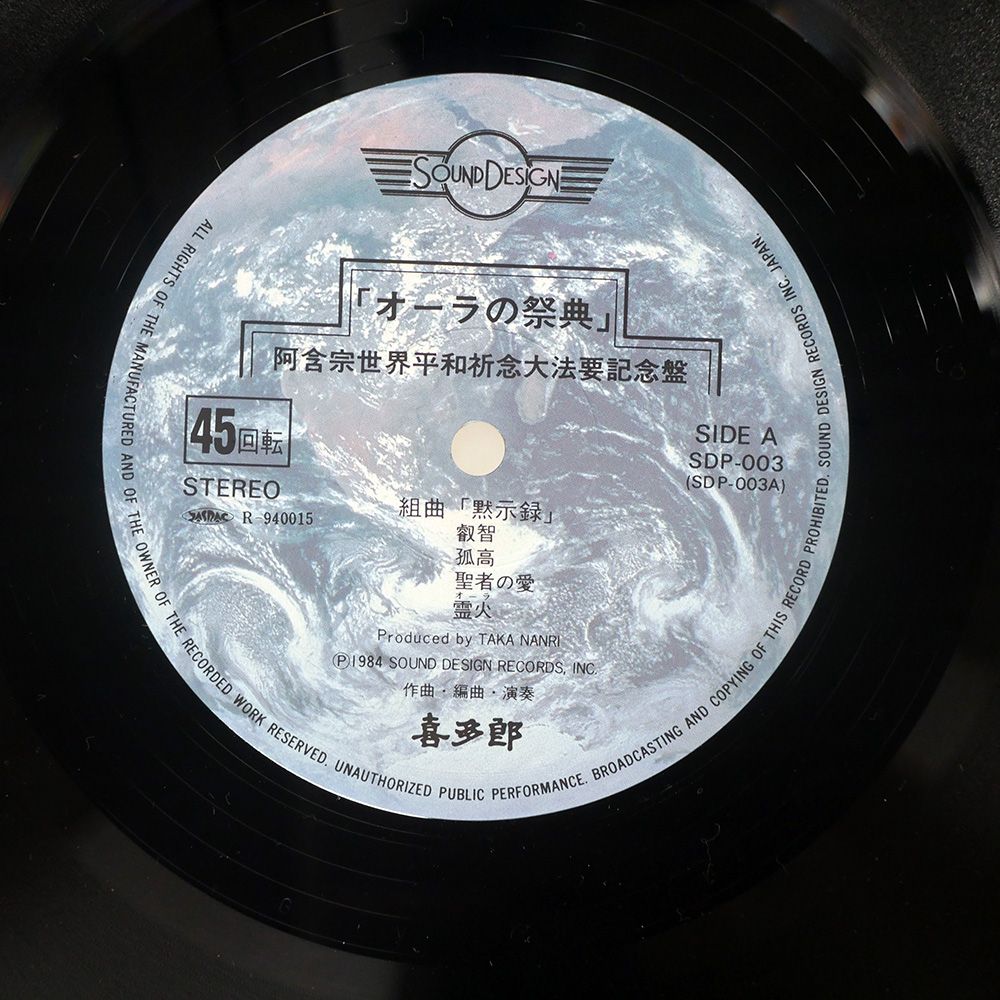 SOUNDDESIGN
「オーラの祭典」
阿含宗世界平和祈念大法要記念盤
45回転
STEREO
JASRAC R-940015
SIDE A
SDP-003
(SDP-003A)
組曲「黙示録」
叡智
孤高
聖者の愛
オーラ
霊火
Produced by TAKA NANRI
Ⓟ1984 SOUND DESIGN RECORDS, INC.
作曲・編曲・演奏
喜多郎
ALL RIGHTS OF THE MANUFACTURED AND OF THE OWNER OF THE RECORDED WORK RESERVED. UNAUTHORIZED PUBLIC PERFORMANCE. BROADCASTING AND COPYING OF THIS RECORD PROHIBITED. SOUND DESIGN RECORDS INC. JAPAN.